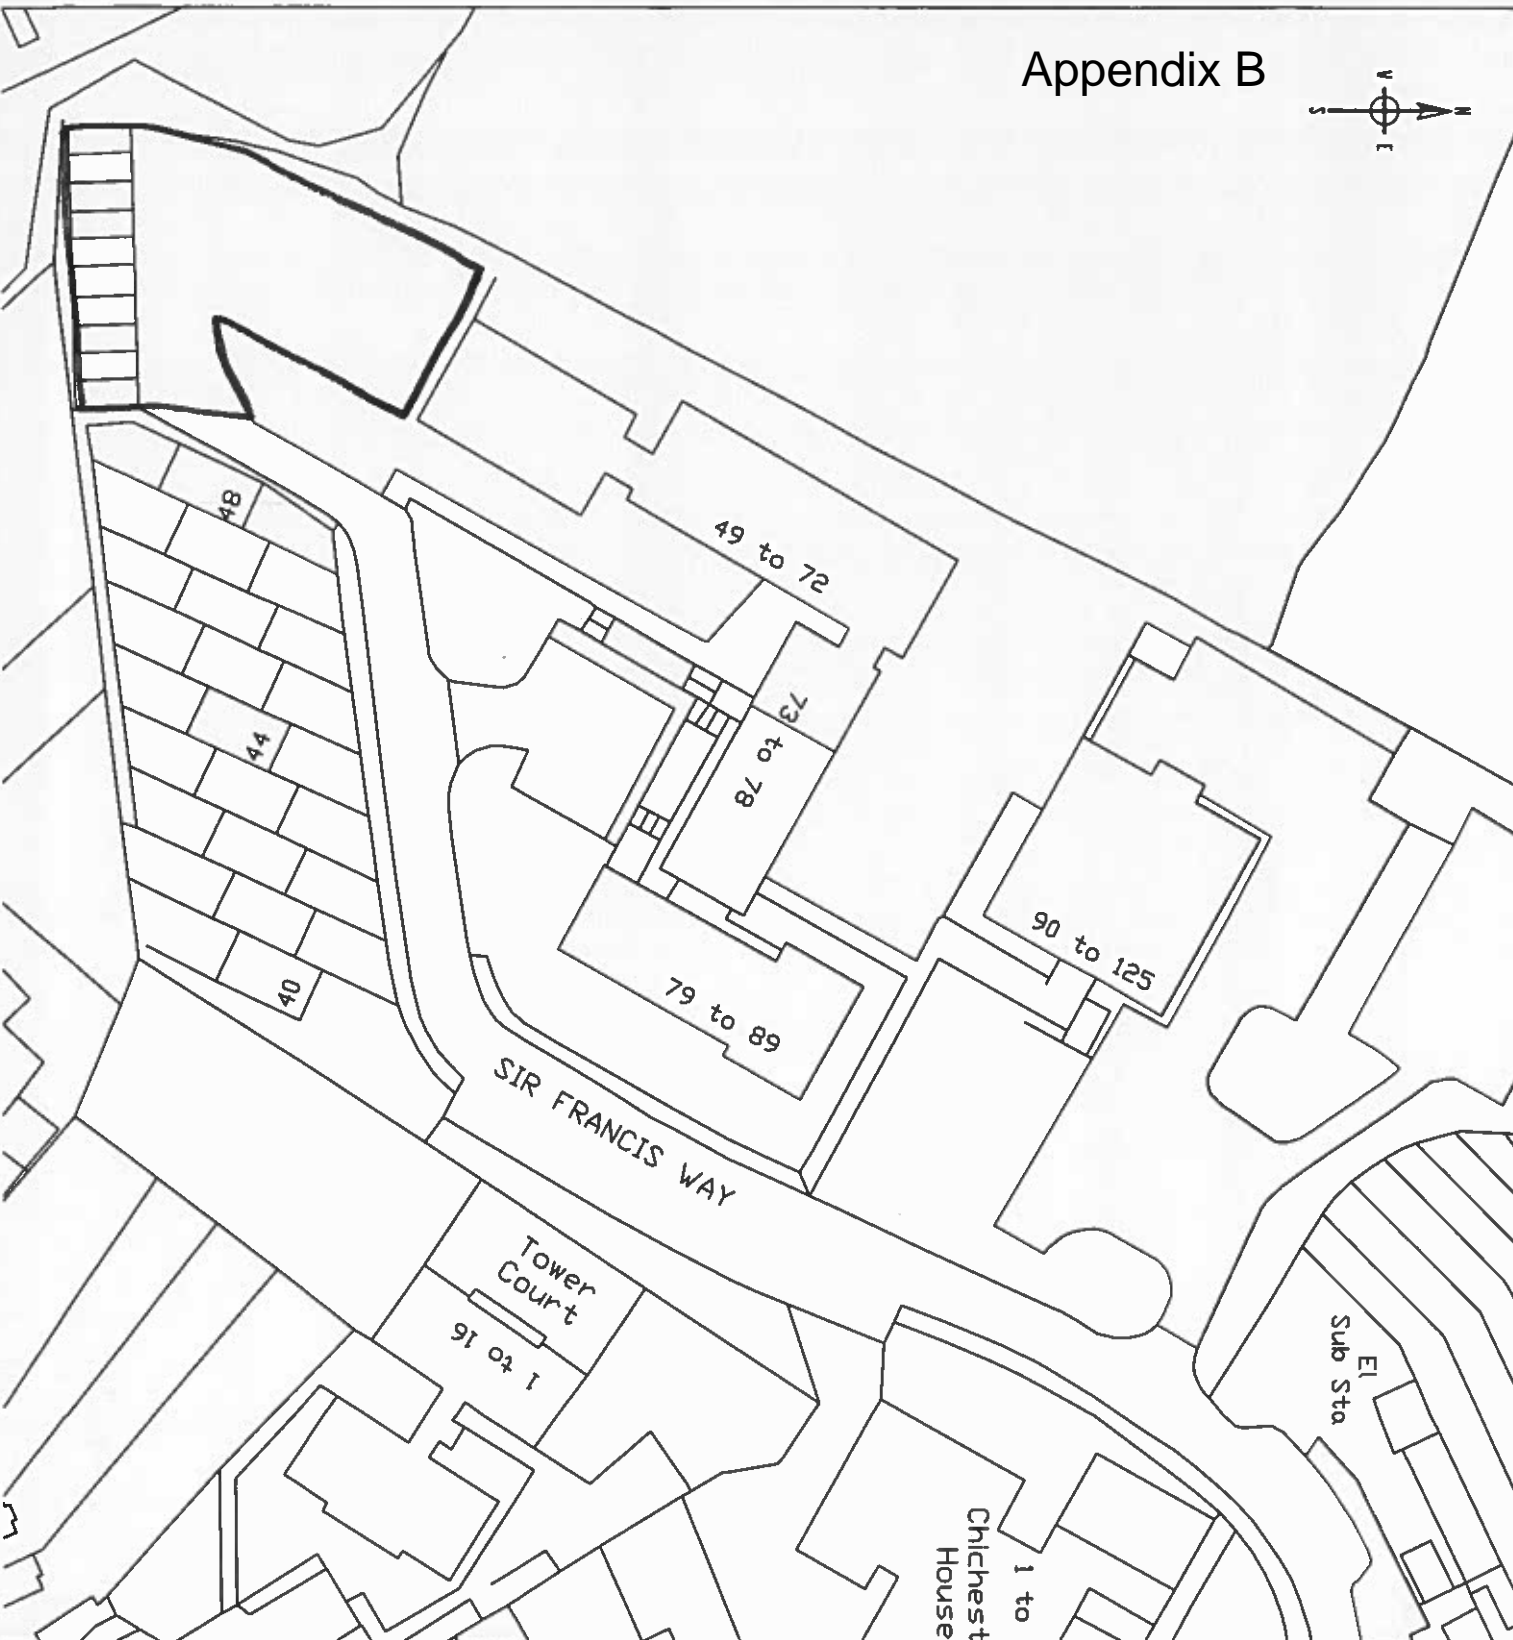 Appendix B
W
S
N
E
48
49 to 72
73 to 78
44
90 to 125
40
79 to 89
SIR FRANCIS WAY
Tower
Court
1 to 16
El
Sub Sta
1 to
Chichest
House